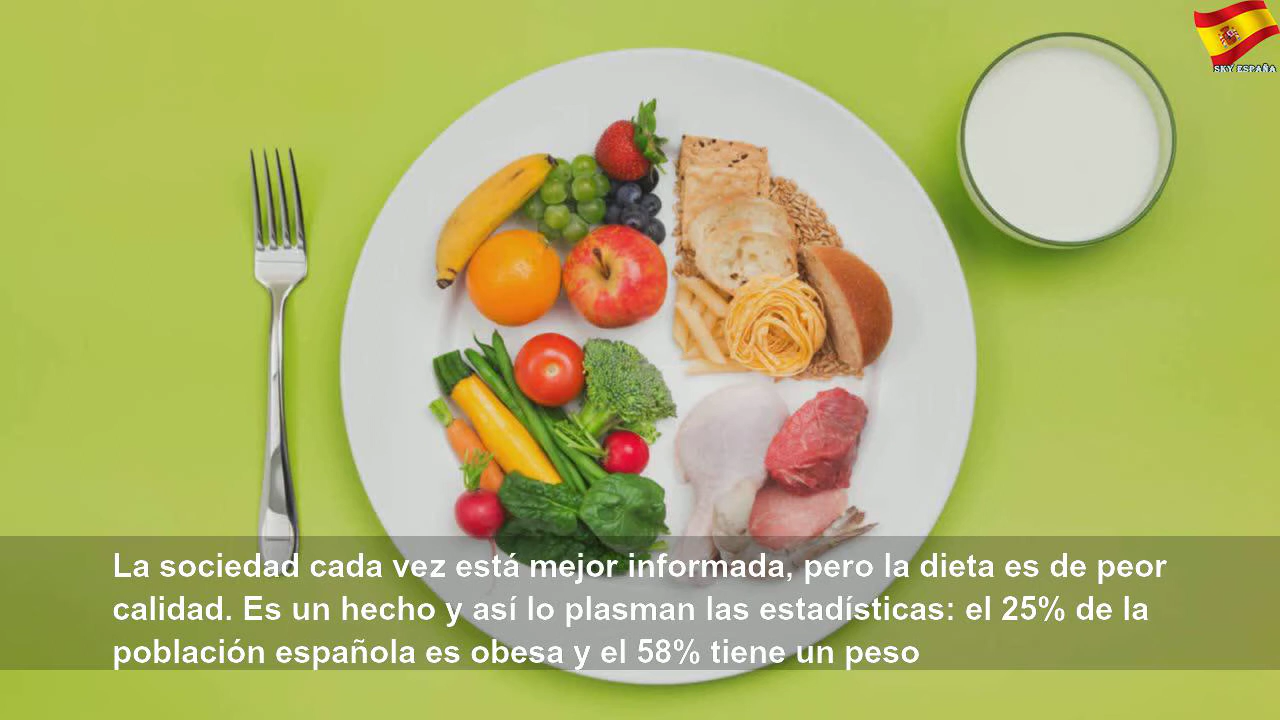 SKY ESPAÑA
La sociedad cada vez está mejor informada, pero la dieta es de peor
calidad. Es un hecho y así lo plasman las estadísticas: el 25% de la
población española es obesa y el 58% tiene un peso